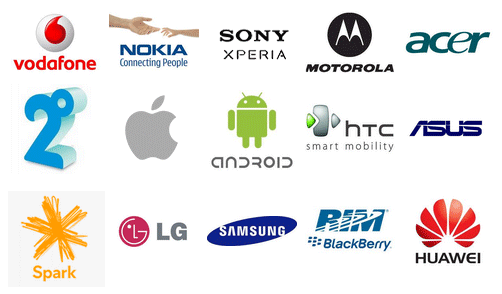 vodafone
NOKIA
Connecting People
SONY
XPERIA
MOTOROLA
acer
2°
ANDROID
hTC
smart mobility
ASUS
Spark
LG
LG
SAMSUNG
RIM
BlackBerry
HUAWEI